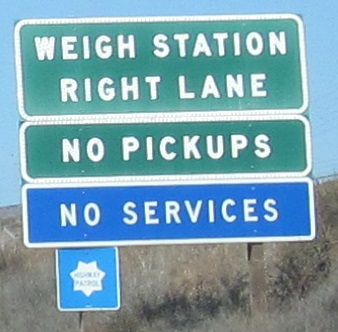 WEIGH STATION
RIGHT LANE
NO PICKUPS
NO SERVICES
HIGHWAY
PATROL